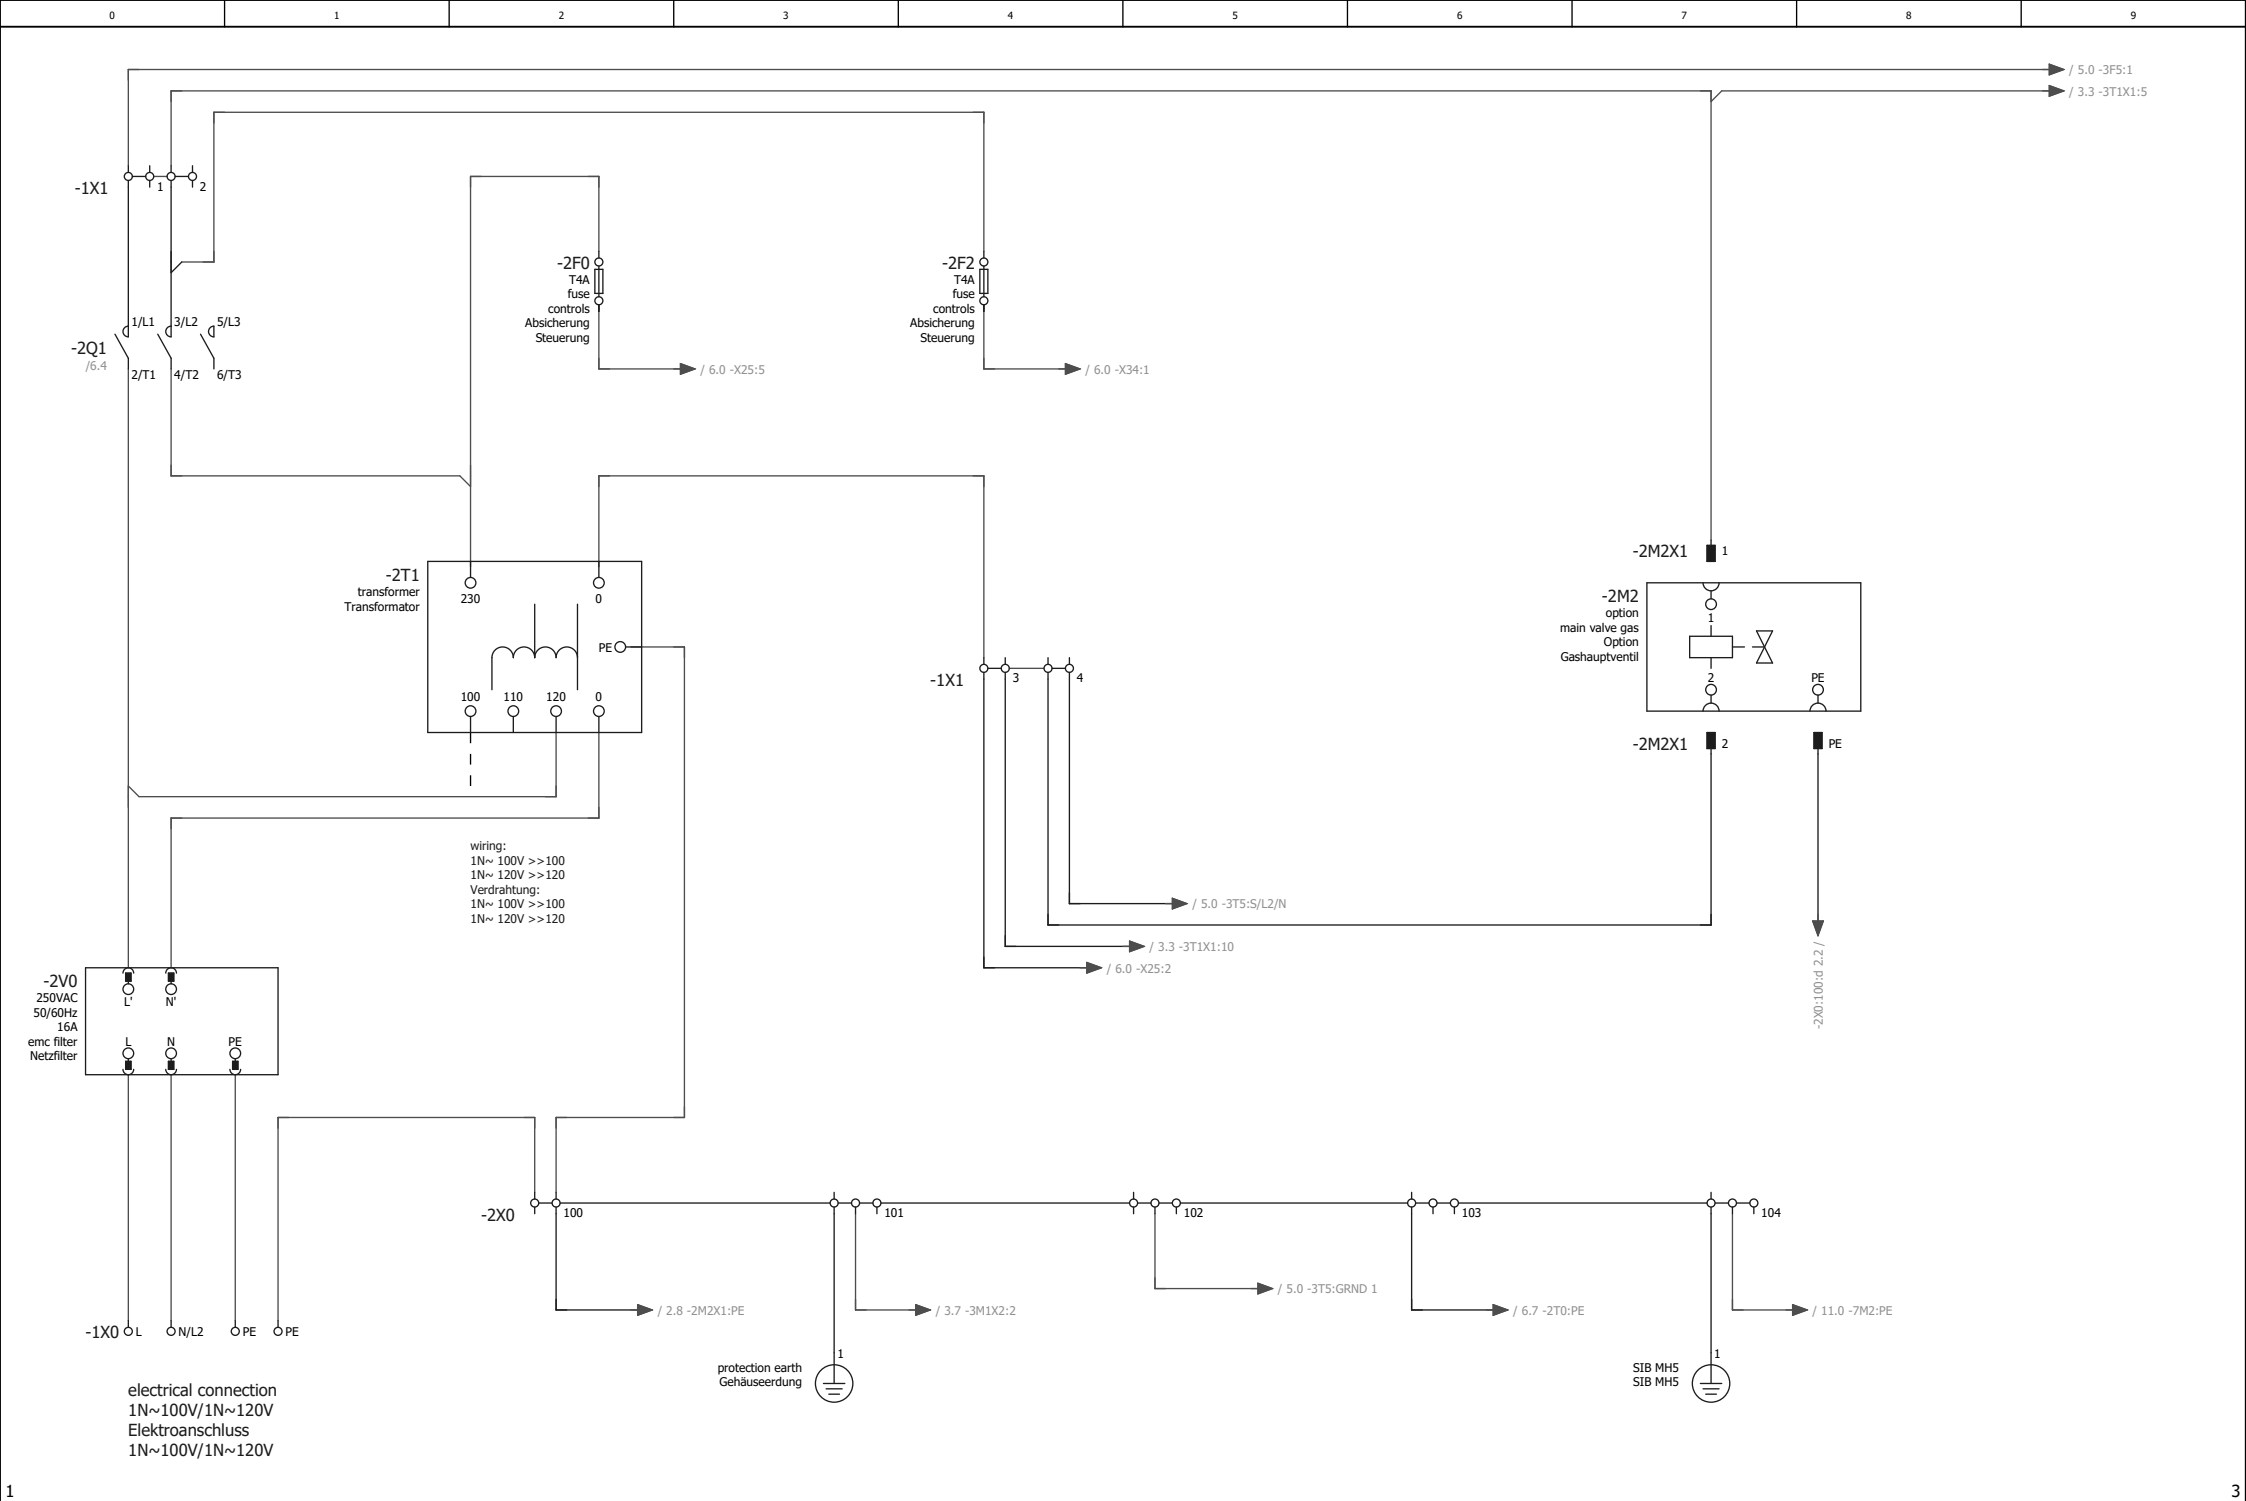 0 1 2 3 4 5 6 7 8 9
/ 5.0 -3F5:1
/ 3.3 -3T1X1:5
-1X1 1 2
-2F0
T4A
fuse
controls
Absicherung
Steuerung
-2F2
T4A
fuse
controls
Absicherung
Steuerung
-2Q1
/6.4
1/L1 3/L2 5/L3
2/T1 4/T2 6/T3
/ 6.0 -X25:5
/ 6.0 -X34:1
-2T1
transformer
Transformator
230 0
PE
100 110 120 0
-2M2X1 1
-2M2
option
main valve gas
Option
Gashauptventil
1
2 PE
-2M2X1 2 PE
-1X1 3 4
wiring:
1N~ 100V >>100
1N~ 120V >>120
Verdrahtung:
1N~ 100V >>100
1N~ 120V >>120
/ 5.0 -3T5:S/L2/N
/ 3.3 -3T1X1:10
/ 6.0 -X25:2
-2X0:100:d 2.2 /
-2V0
250VAC
50/60Hz
16A
emc filter
Netzfilter
L' N'
L N PE
-2X0 100 101 102 103 104
/ 2.8 -2M2X1:PE
/ 3.7 -3M1X2:2
/ 5.0 -3T5:GRND 1
/ 6.7 -2T0:PE
/ 11.0 -7M2:PE
-1X0 L N/L2 PE PE
protection earth
Gehäuseerdung
1
SIB MH5
SIB MH5
1
electrical connection
1N~100V/1N~120V
Elektroanschluss
1N~100V/1N~120V
1 3